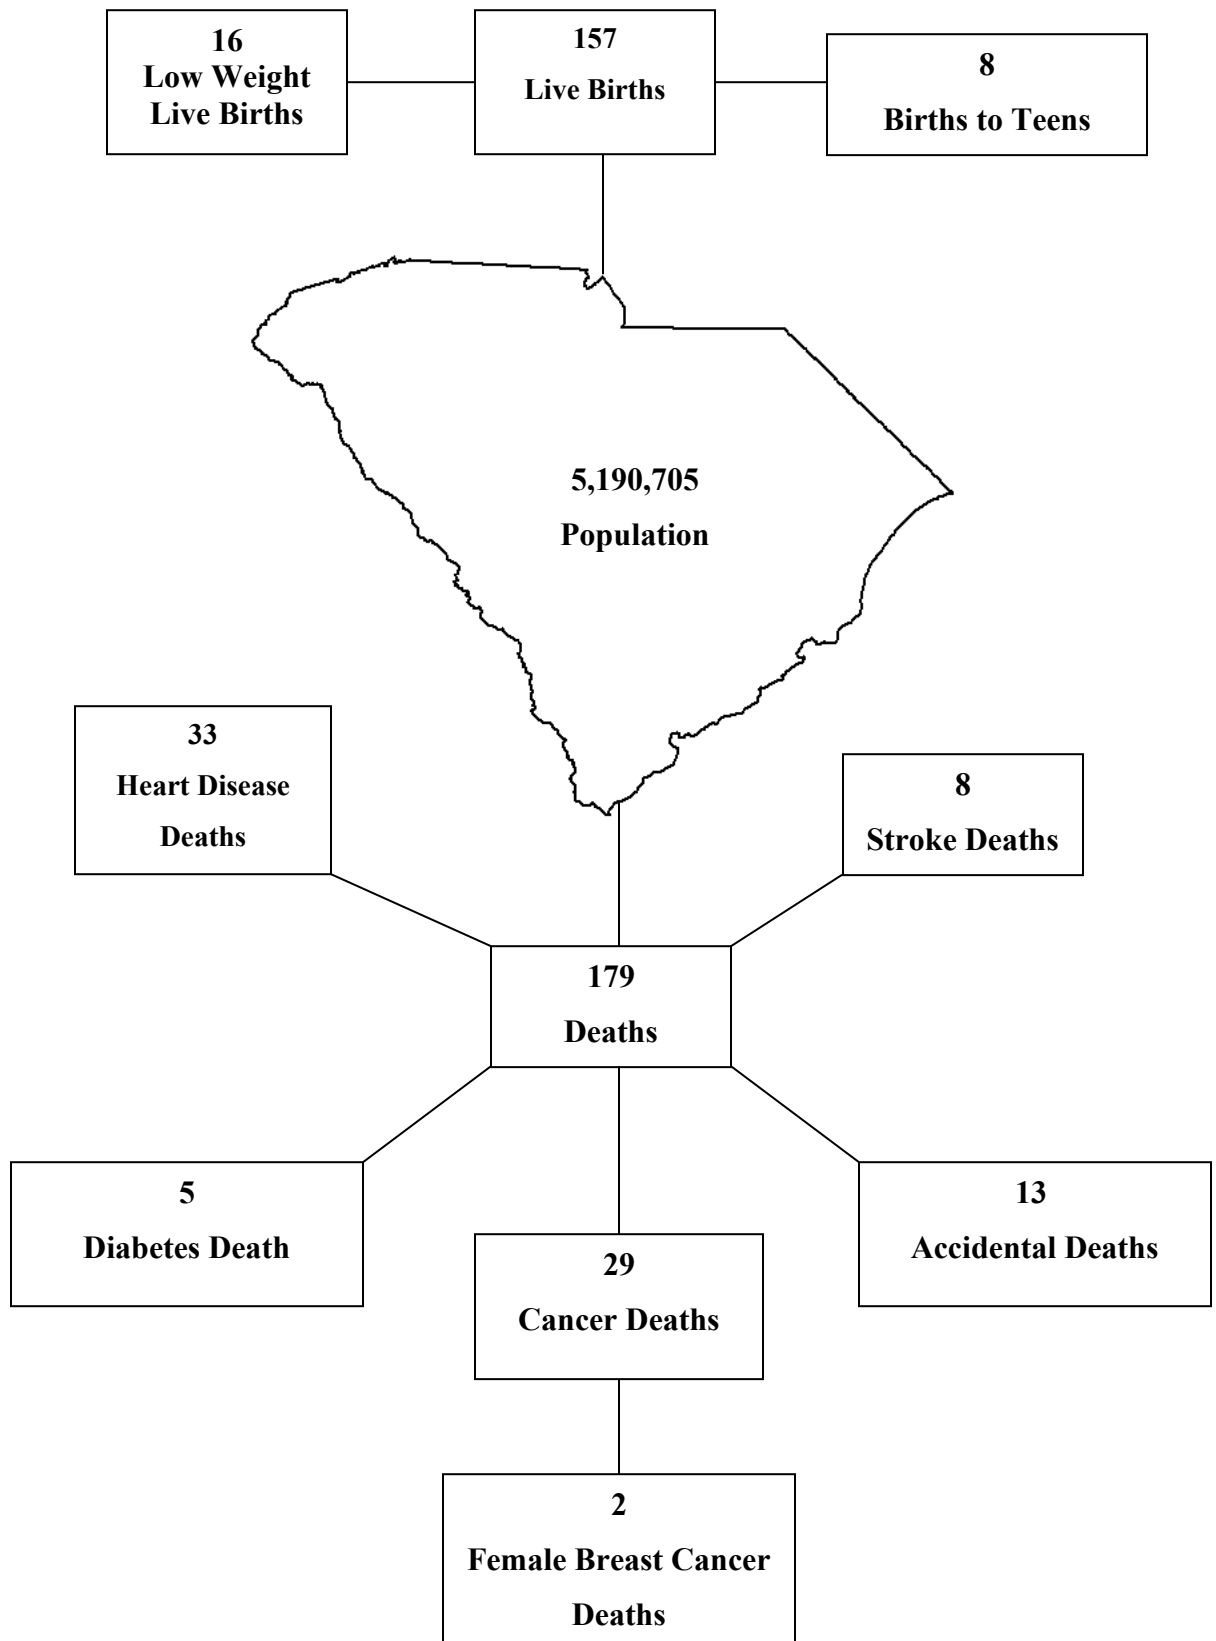 16
Low Weight
Live Births
157
Live Births
8
Births to Teens
5,190,705
Population
33
Heart Disease
Deaths
8
Stroke Deaths
179
Deaths
5
Diabetes Death
29
Cancer Deaths
13
Accidental Deaths
2
Female Breast Cancer
Deaths